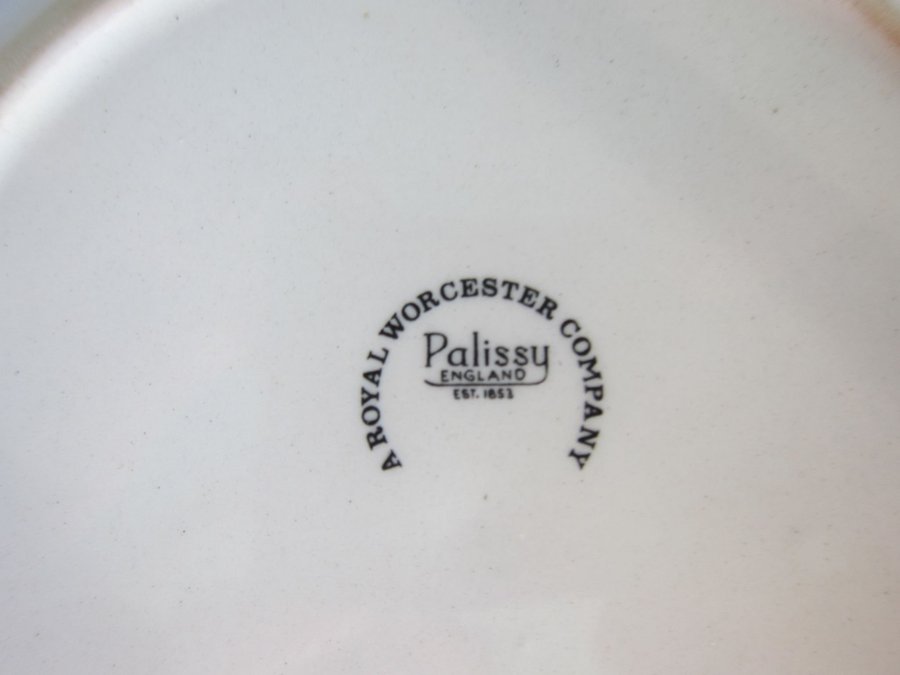 A ROYAL WORCESTER COMPANY
Palissy
ENGLAND
EST. 1853